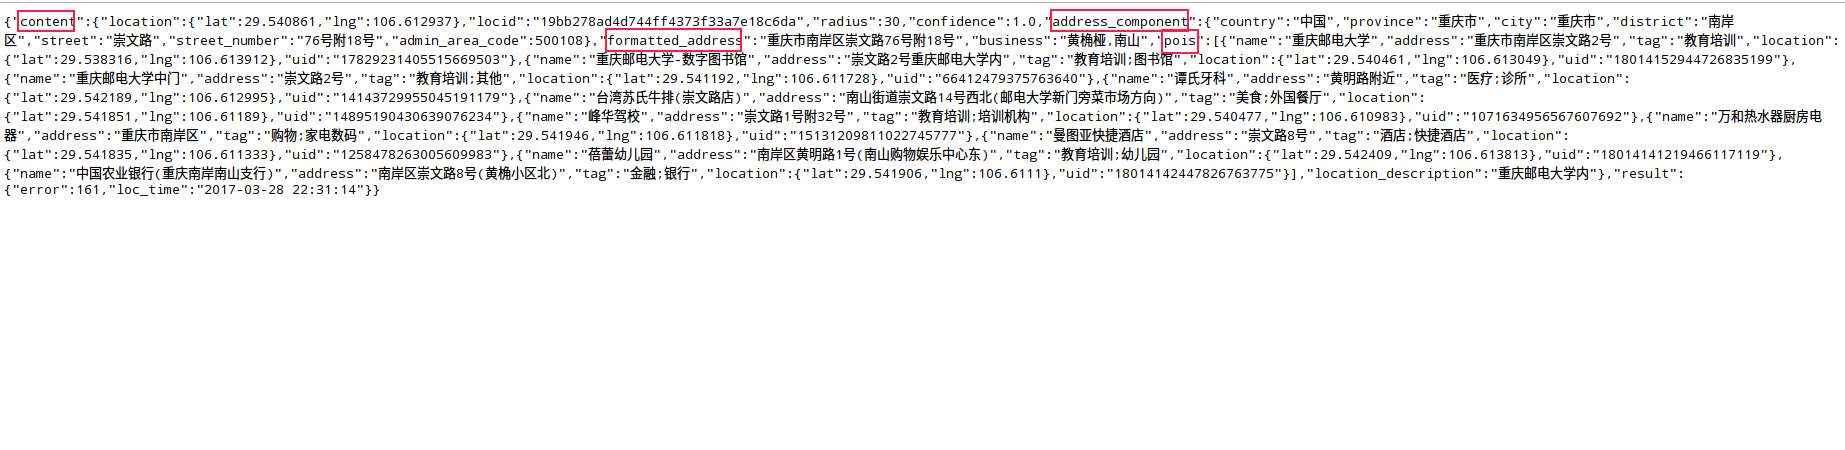 {"content":{"location":{"lat":29.540861,"lng":106.612937},"locid":"19bb278ad4d744ff4373f33a7e18c6da","radius":30,"confidence":1.0,"address_component":{"country":"中国","province":"重庆市","city":"重庆市","district":"南岸
区","street":"崇文路","street_number":"76号附18号","admin_area_code":500108},"formatted_address":"重庆市南岸区崇文路76号附18号","business":"黄桷桠,南山","pois":[{"name":"重庆邮电大学","address":"重庆市南岸区崇文路2号","tag":"教育培训","location":
{"lat":29.538316,"lng":106.613912},"uid":"17829231405515669503"},{"name":"重庆邮电大学-数字图书馆","address":"崇文路2号重庆邮电大学内","tag":"教育培训;图书馆","location":{"lat":29.540461,"lng":106.613049},"uid":"18014152944726835199"},
{"name":"重庆邮电大学中门","address":"崇文路2号","tag":"教育培训;其他","location":{"lat":29.541192,"lng":106.611728},"uid":"66412479375763640"},{"name":"谭氏牙科","address":"黄明路附近","tag":"医疗;诊所","location":
{"lat":29.542189,"lng":106.612995},"uid":"14143729955045191179"},{"name":"台湾苏氏牛排(崇文路店)","address":"南山街道崇文路14号西北(邮电大学新门旁菜市场方向)","tag":"美食;外国餐厅","location":
{"lat":29.541851,"lng":106.61189},"uid":"14895190430639076234"},{"name":"峰华驾校","address":"崇文路1号附32号","tag":"教育培训;培训机构","location":{"lat":29.540477,"lng":106.610983},"uid":"1071634956567607692"},{"name":"万和热水器厨房电
器","address":"重庆市南岸区","tag":"购物;家电数码","location":{"lat":29.541946,"lng":106.611818},"uid":"15131209811022745777"},{"name":"曼图亚快捷酒店","address":"崇文路8号","tag":"酒店;快捷酒店","location":
{"lat":29.541835,"lng":106.611333},"uid":"1258478263005609983"},{"name":"蓓蕾幼儿园","address":"南岸区黄明路1号(南山购物娱乐中心东)","tag":"教育培训;幼儿园","location":{"lat":29.542409,"lng":106.613813},"uid":"18014141219466117119"},
{"name":"中国农业银行(重庆南岸南山支行)","address":"南岸区崇文路8号(黄桷小区北)","tag":"金融;银行","location":{"lat":29.541906,"lng":106.6111},"uid":"18014142447826763775"}],"location_description":"重庆邮电大学内"},"result":
{"error":161,"loc_time":"2017-03-28 22:31:14"}}